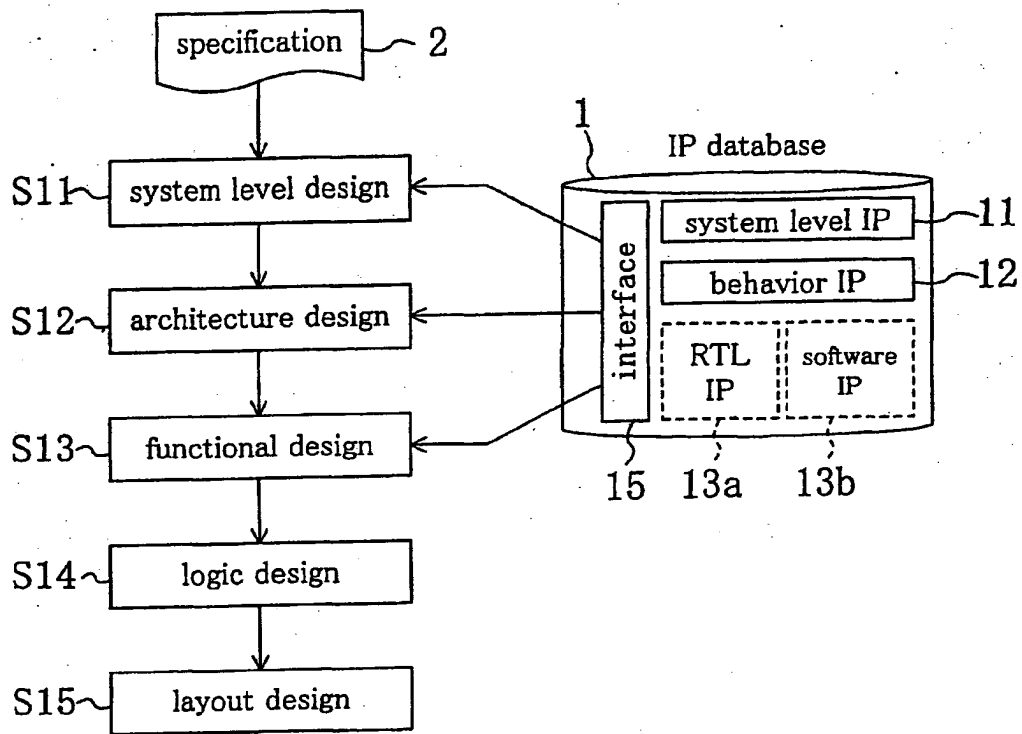 specification
2
1
IP database
S11
system level design
system level IP
11
interface
behavior IP
12
S12
architecture design
RTL
IP
software
IP
S13
functional design
15
13a
13b
S14
logic design
S15
layout design